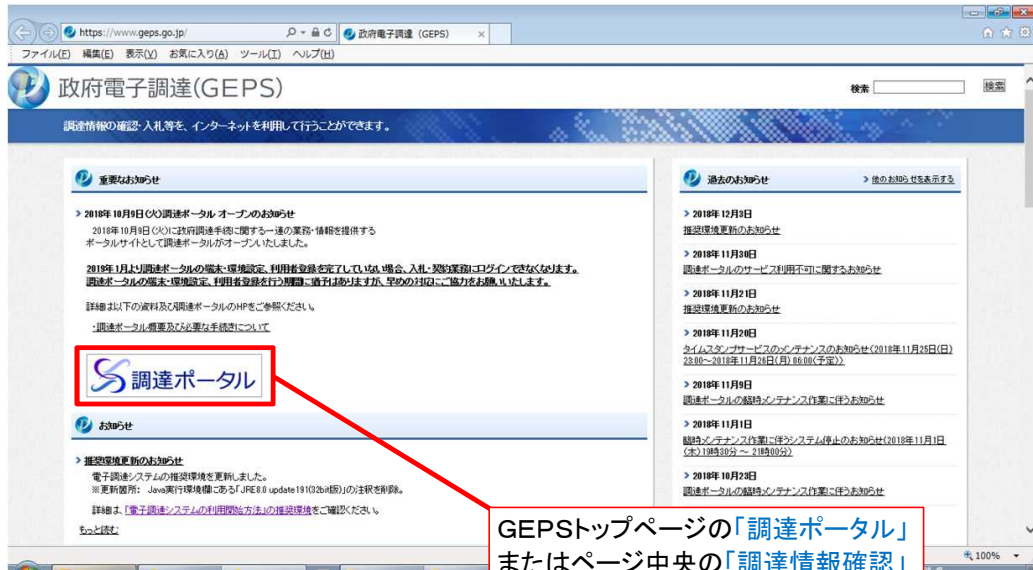 https://www.geps.go.jp/
政府電子調達 (GEPS)
ファイル(F) 編集(E) 表示(V) お気に入り(A) ツール(T) ヘルプ(H)
政府電子調達(GEPS)
検索
検索
調達情報の確認・入札等を、インターネットを利用して行うことができます。
重要なお知らせ
2018年10月9日(火)調達ポータル オープンのお知らせ
2018年10月9日(火)に政府調達手続に関する一連の業務・情報を提供する
ポータルサイトとして調達ポータルがオープンいたしました。
2019年1月より調達ポータルの端末・環境設定、利用者登録を完了していない場合、入札・契約業務にログインできなくなります。
調達ポータルの端末・環境設定、利用者登録を行う期間に猶予はありますが、早めの対応にご協力をお願いいたします。
詳細は以下の資料及び調達ポータルのHPをご参照ください。
・調達ポータル概要及び必要な手続きについて
調達ポータル
お知らせ
推奨環境更新のお知らせ
電子調達システムの推奨環境を更新しました。
※更新箇所: Java実行環境欄にある「JRE8.0 update 191(32bit版)」の注釈を削除。
詳細は、「電子調達システムの利用開始方法」の推奨環境をご確認ください。
もっと読む
過去のお知らせ
他のお知らせを表示する
2018年12月3日
推奨環境更新のお知らせ
2018年11月30日
調達ポータルのサービス利用不可に関するお知らせ
2018年11月21日
推奨環境更新のお知らせ
2018年11月20日
タイムスタンプサービスのメンテナンスのお知らせ(2018年11月25日(日)
23:00～2018年11月26日(月) 06:00(予定))
2018年11月9日
調達ポータルの臨時メンテナンス作業に伴うお知らせ
2018年11月1日
臨時メンテナンス作業に伴うシステム停止のお知らせ(2018年11月1日
(木)19時30分 ～ 21時00分)
2018年10月23日
調達ポータルの臨時メンテナンス作業に伴うお知らせ
GEPSトップページの「調達ポータル」
またはページ中央の「調達情報確認」
100%